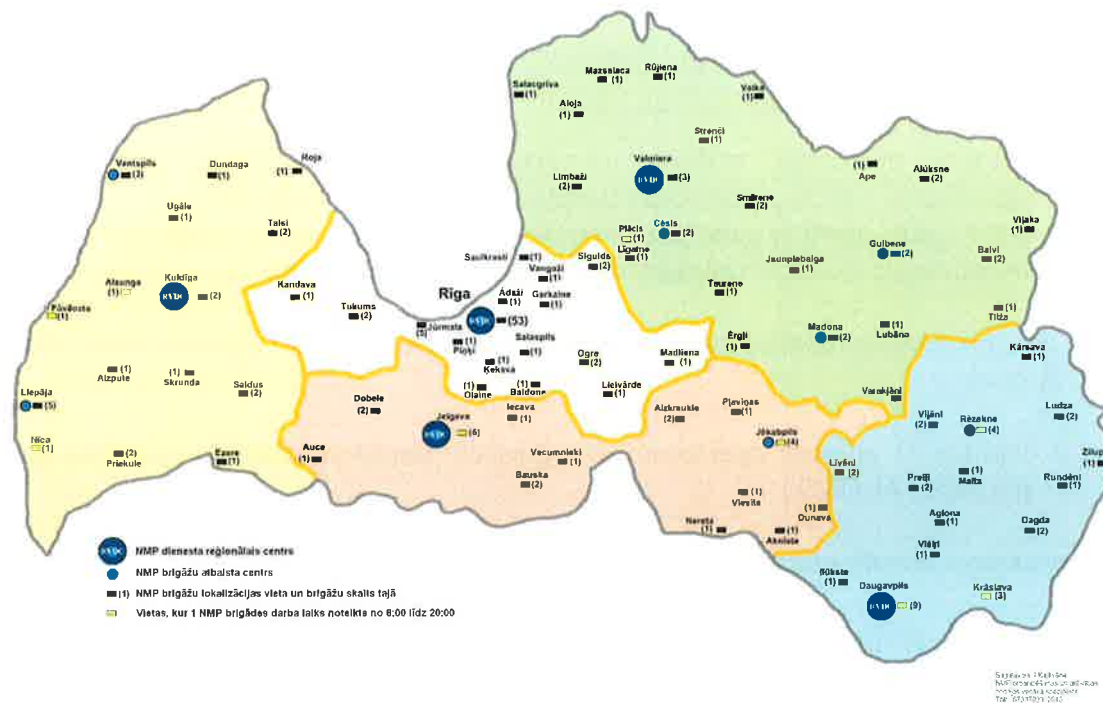 Mazsalaca
(1)
Rūjiena
(1)
Salacgrīva
(1)
Valka
(1)
Aloja
(1)
Strenči
(1)
Ventspils
(3)
Dundaga
(1)
Roja
(1)
Valmiera
(3)
Limbaži
(2)
(1)
Ape
Alūksne
(2)
Ugāle
(1)
Talsi
(2)
Smiltene
(2)
Cēsis
(2)
Plācis
(1)
Līgatne
(1)
Viļaka
(1)
Gulbene
(2)
Balvi
(2)
Jaunpiebalga
(1)
Saulkrasti
(1)
Vangaži
(1)
Sigulda
(2)
Taurene
(1)
Alsunga
(1)
Kuldīga
(2)
Kandava
(1)
Tukums
(2)
Rīga
(53)
Ādaži
(1)
Garkalne
(1)
Pāvilosta
(1)
Jūrmala
(5)
Piņķi
(1)
Salaspils
(1)
Ķekava
(1)
Ogre
(2)
Madliena
(1)
Ērgļi
(1)
Madona
(2)
Lubāna
(1)
Tilža
(1)
Kārsava
(1)
Aizpute
(1)
Skrunda
(1)
Saldus
(2)
Olaine
(1)
Baldone
(1)
Lielvārde
(1)
Varakļāni
Liepāja
(5)
Dobele
(2)
Jelgava
(6)
Iecava
(1)
Aizkraukle
(2)
Pļaviņas
(1)
Jēkabpils
(4)
Viļāni
(2)
Rēzekne
(4)
Ludza
(2)
Nīca
(1)
Priekule
(2)
Ezere
(1)
Auce
(1)
Vecumnieki
(1)
Bauska
(2)
Līvāni
(2)
Preiļi
(2)
Malta
(1)
Zilupe
(1)
Rundēni
(1)
Viesīte
(1)
Dunava
(1)
Nereta
(1)
Aknīste
(1)
Aglona
(1)
Dagda
(2)
Višķi
(1)
Ilūkste
(1)
Daugavpils
(9)
Krāslava
(3)
NMP dienesta reģionālais centrs
NMP brigāžu atbalsta centrs
(1) NMP brigāžu lokalizācijas vieta un brigāžu skaits tajā
Vietas, kur 1 NMP brigādes darba laiks noteikts no 8:00 līdz 20:00